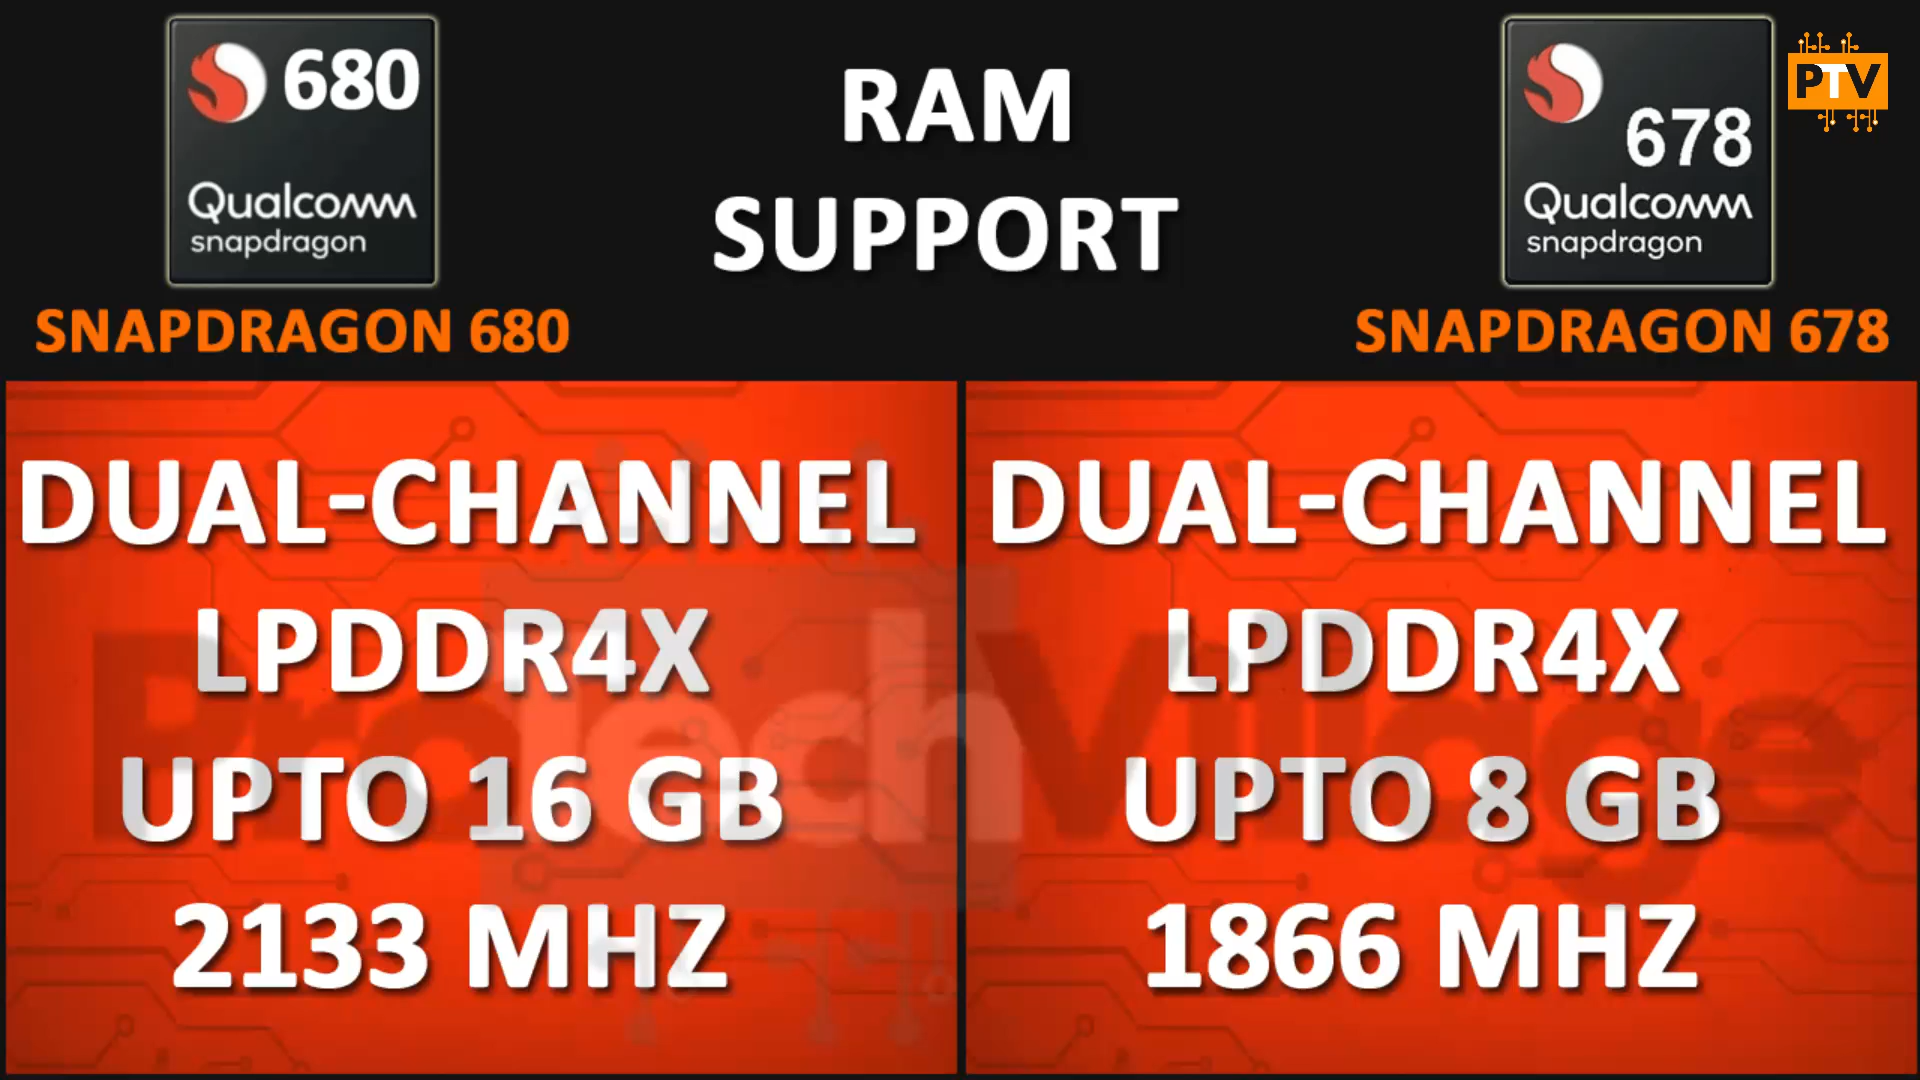 680
Qualcomm
snapdragon
SNAPDRAGON 680
RAM
SUPPORT
678
Qualcomm
snapdragon
PTV
SNAPDRAGON 678
DUAL-CHANNEL
LPDDR4X
UPTO 16 GB
2133 MHZ
DUAL-CHANNEL
LPDDR4X
UPTO 8 GB
1866 MHZ
ProTechVillage